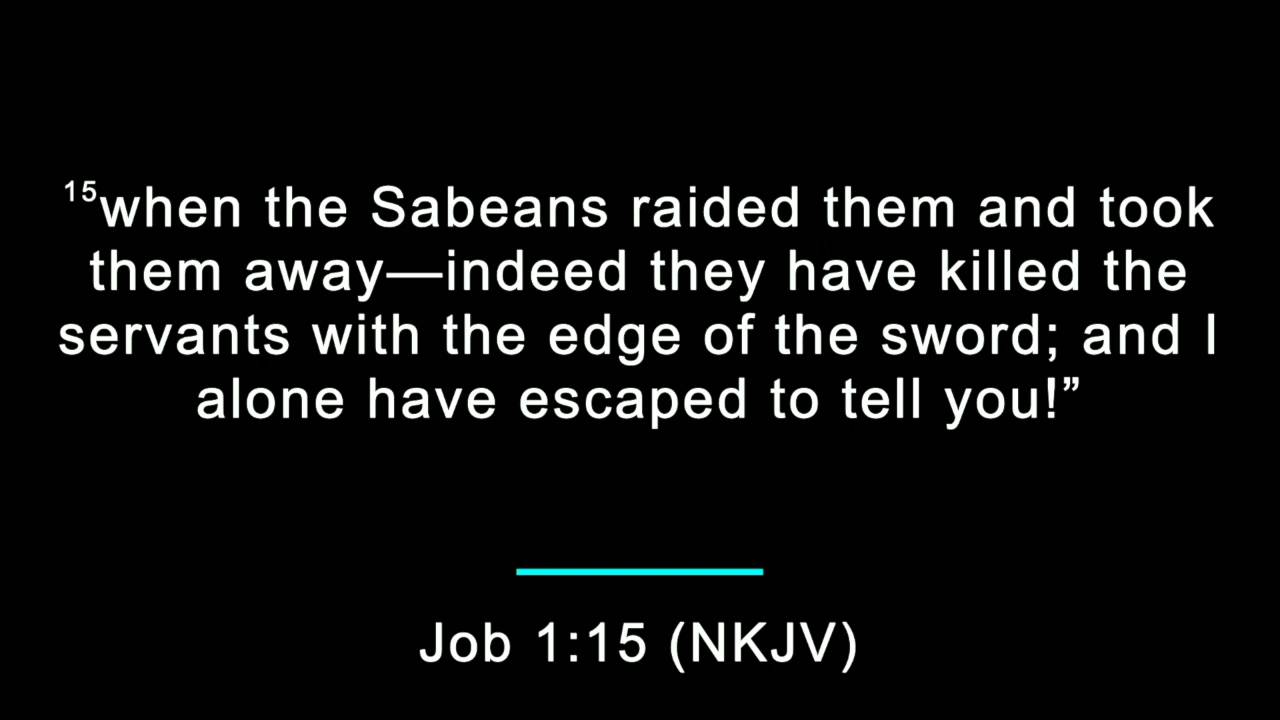 ¹⁵when the Sabeans raided them and took
them away—indeed they have killed the
servants with the edge of the sword; and I
alone have escaped to tell you!”
Job 1:15 (NKJV)